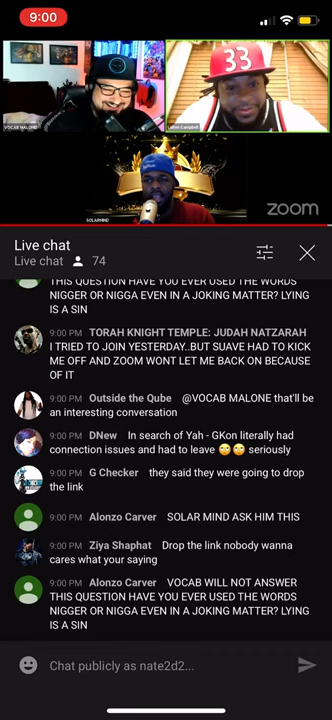 9:00
33
VOCAB MALONE
LaRon Campbell
SOLARMIND
zoom
Live chat
Live chat 74
THIS QUESTION HAVE YOU EVER USED THE WORDS
NIGGER OR NIGGA EVEN IN A JOKING MATTER? LYING
IS A SIN
9:00 PM TORAH KNIGHT TEMPLE: JUDAH NATZARAH
I TRIED TO JOIN YESTERDAY..BUT SUAVE HAD TO KICK
ME OFF AND ZOOM WONT LET ME BACK ON BECAUSE
OF IT
9:00 PM Outside the Qube @VOCAB MALONE that'll be
an interesting conversation
9:00 PM DNew In search of Yah - GKon literally had
connection issues and had to leave 🙄🙄 seriously
9:00 PM G Checker they said they were going to drop
the link
9:00 PM Alonzo Carver SOLAR MIND ASK HIM THIS
9:00 PM Ziya Shaphat Drop the link nobody wanna
cares what your saying
9:00 PM Alonzo Carver VOCAB WILL NOT ANSWER
THIS QUESTION HAVE YOU EVER USED THE WORDS
NIGGER OR NIGGA EVEN IN A JOKING MATTER? LYING
IS A SIN
Chat publicly as nate2d2...